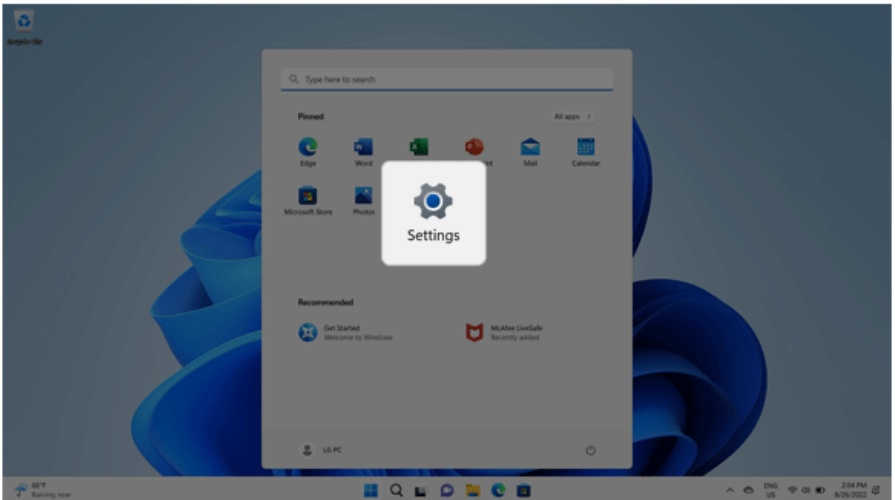 Recycle Bin
Type here to search
Pinned
All apps >
Edge
Word
Mail
Calendar
Microsoft Store
Photos
Settings
Recommended
Get Started
Welcome to Windows
McAfee LiveSafe
Recently added
LG PC
66°F
Raining now
ENG
US
2:04 PM
8/26/2022